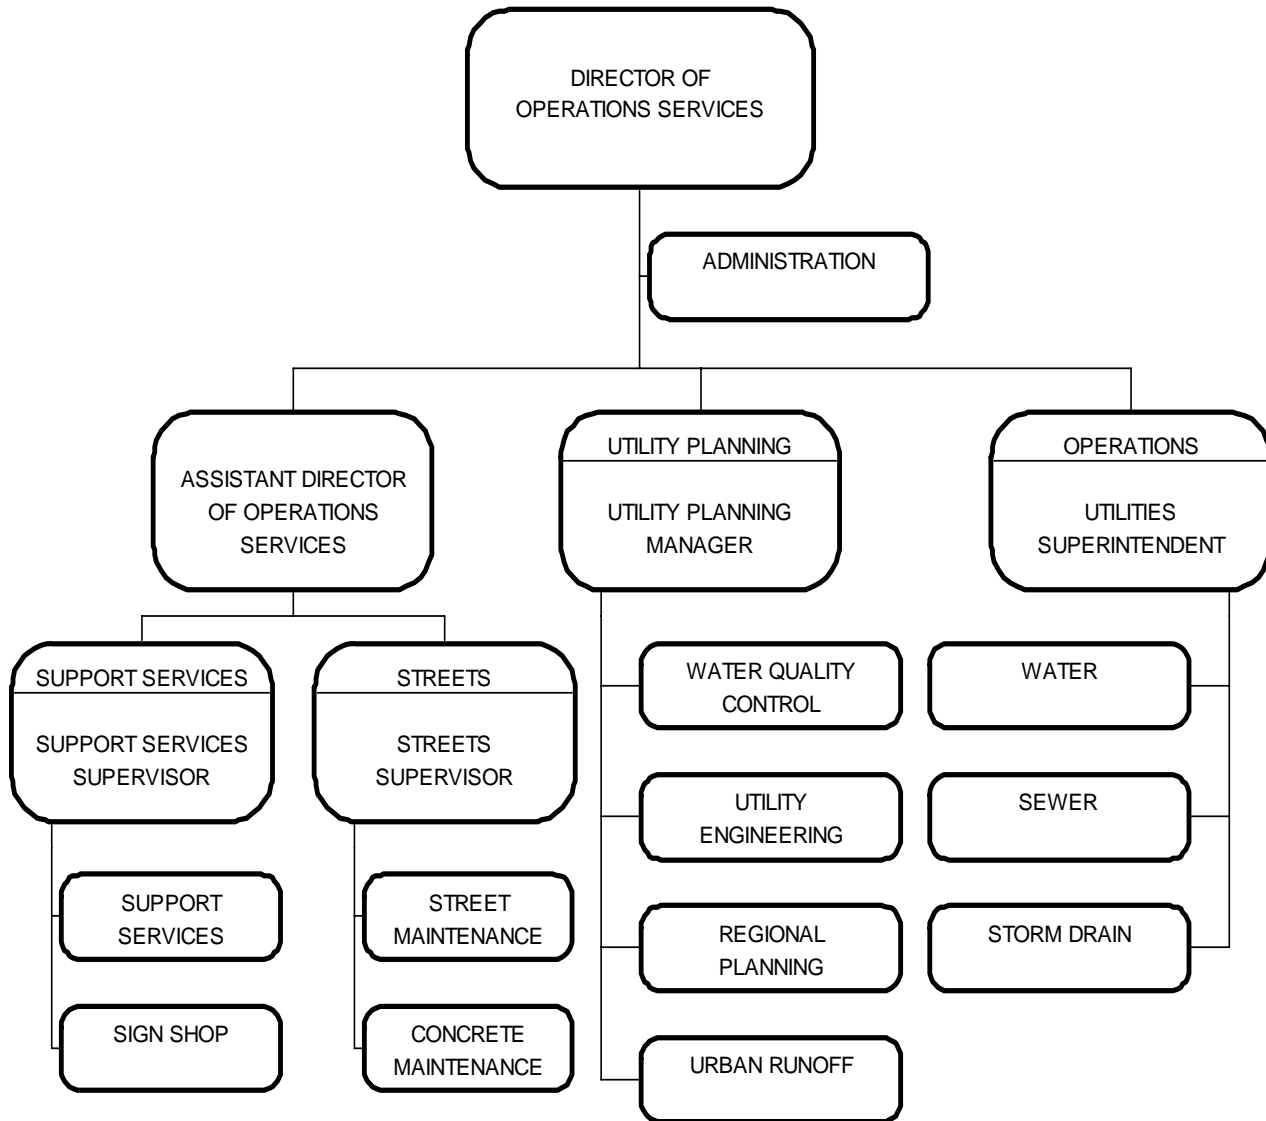 DIRECTOR OF
OPERATIONS SERVICES
ADMINISTRATION
ASSISTANT DIRECTOR
OF OPERATIONS
SERVICES
UTILITY PLANNING
UTILITY PLANNING
MANAGER
OPERATIONS
UTILITIES
SUPERINTENDENT
SUPPORT SERVICES
SUPPORT SERVICES
SUPERVISOR
STREETS
STREETS
SUPERVISOR
WATER QUALITY
CONTROL
WATER
UTILITY
ENGINEERING
SEWER
SUPPORT
SERVICES
STREET
MAINTENANCE
REGIONAL
PLANNING
STORM DRAIN
SIGN SHOP
CONCRETE
MAINTENANCE
URBAN RUNOFF